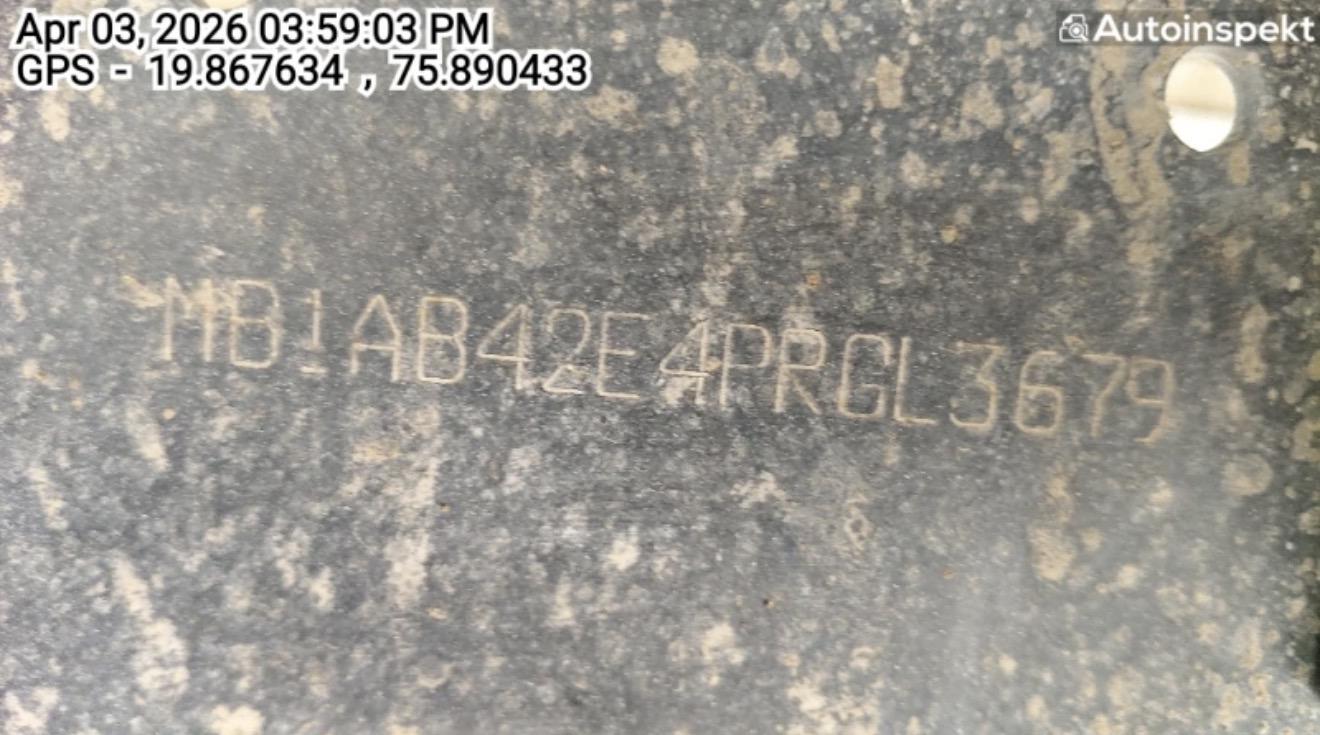 Apr 03, 2026 03:59:03 PM
Autoinspekt
GPS - 19.867634 , 75.890433
MB1AB42E4PRGL3679